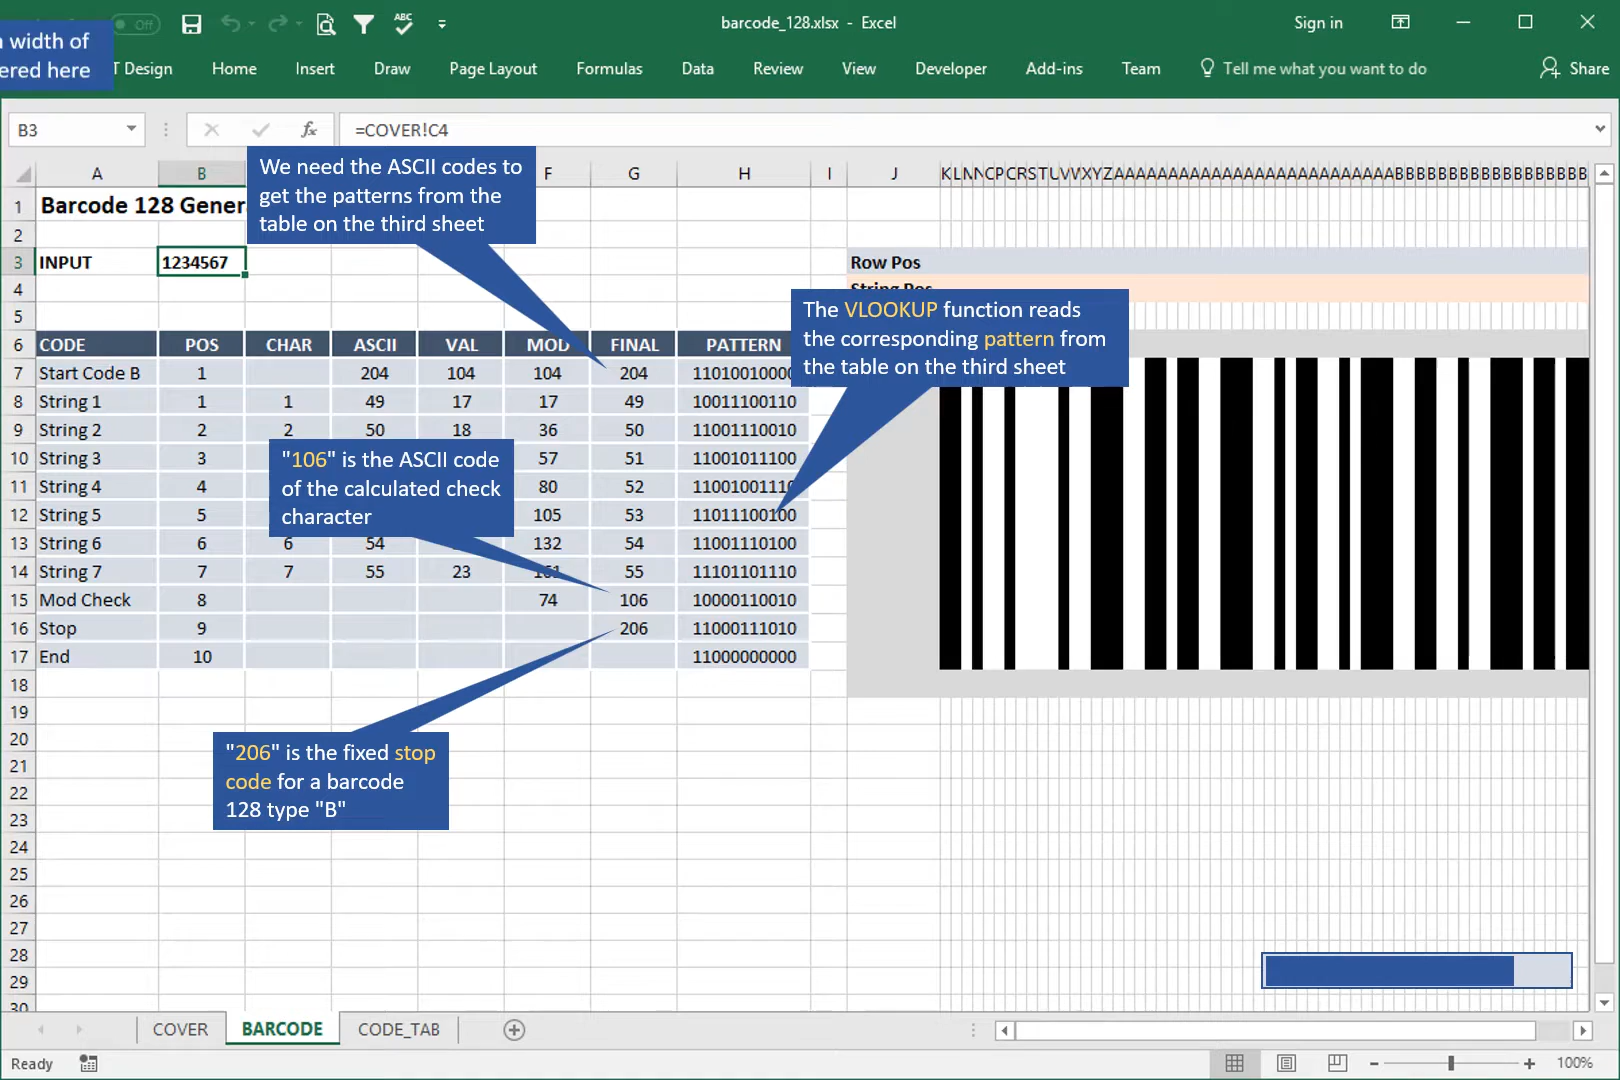 Off
barcode_128.xlsx - Excel
Sign in
width of
ered here
T Design
Home
Insert
Draw
Page Layout
Formulas
Data
Review
View
Developer
Add-ins
Team
Tell me what you want to do
Share
B3
fx
=COVER!C4
We need the ASCII codes to
get the patterns from the
table on the third sheet
A B F G H I J
1 Barcode 128 Gener
2
3 INPUT 1234567 Row Pos
4 String Pos
5
The VLOOKUP function reads
the corresponding pattern from
the table on the third sheet
6 CODE POS CHAR ASCII VAL MOD FINAL PATTERN
7 Start Code B 1 204 104 104 204 11010010000
8 String 1 1 1 49 17 17 49 10011100110
9 String 2 2 2 50 18 36 50 11001110010
10 String 3 3 57 51 11001011100
11 String 4 4 80 52 11001001110
12 String 5 5 105 53 11011100100
13 String 6 6 6 54 132 54 11001110100
14 String 7 7 7 55 23 161 55 11101101110
15 Mod Check 8 74 106 10000110010
16 Stop 9 206 11000111010
17 End 10 11000000000
"106" is the ASCII code
of the calculated check
character
"206" is the fixed stop
code for a barcode
128 type "B"
18
19
20
21
22
23
24
25
26
27
28
29
30
COVER
BARCODE
CODE_TAB
Ready
100%